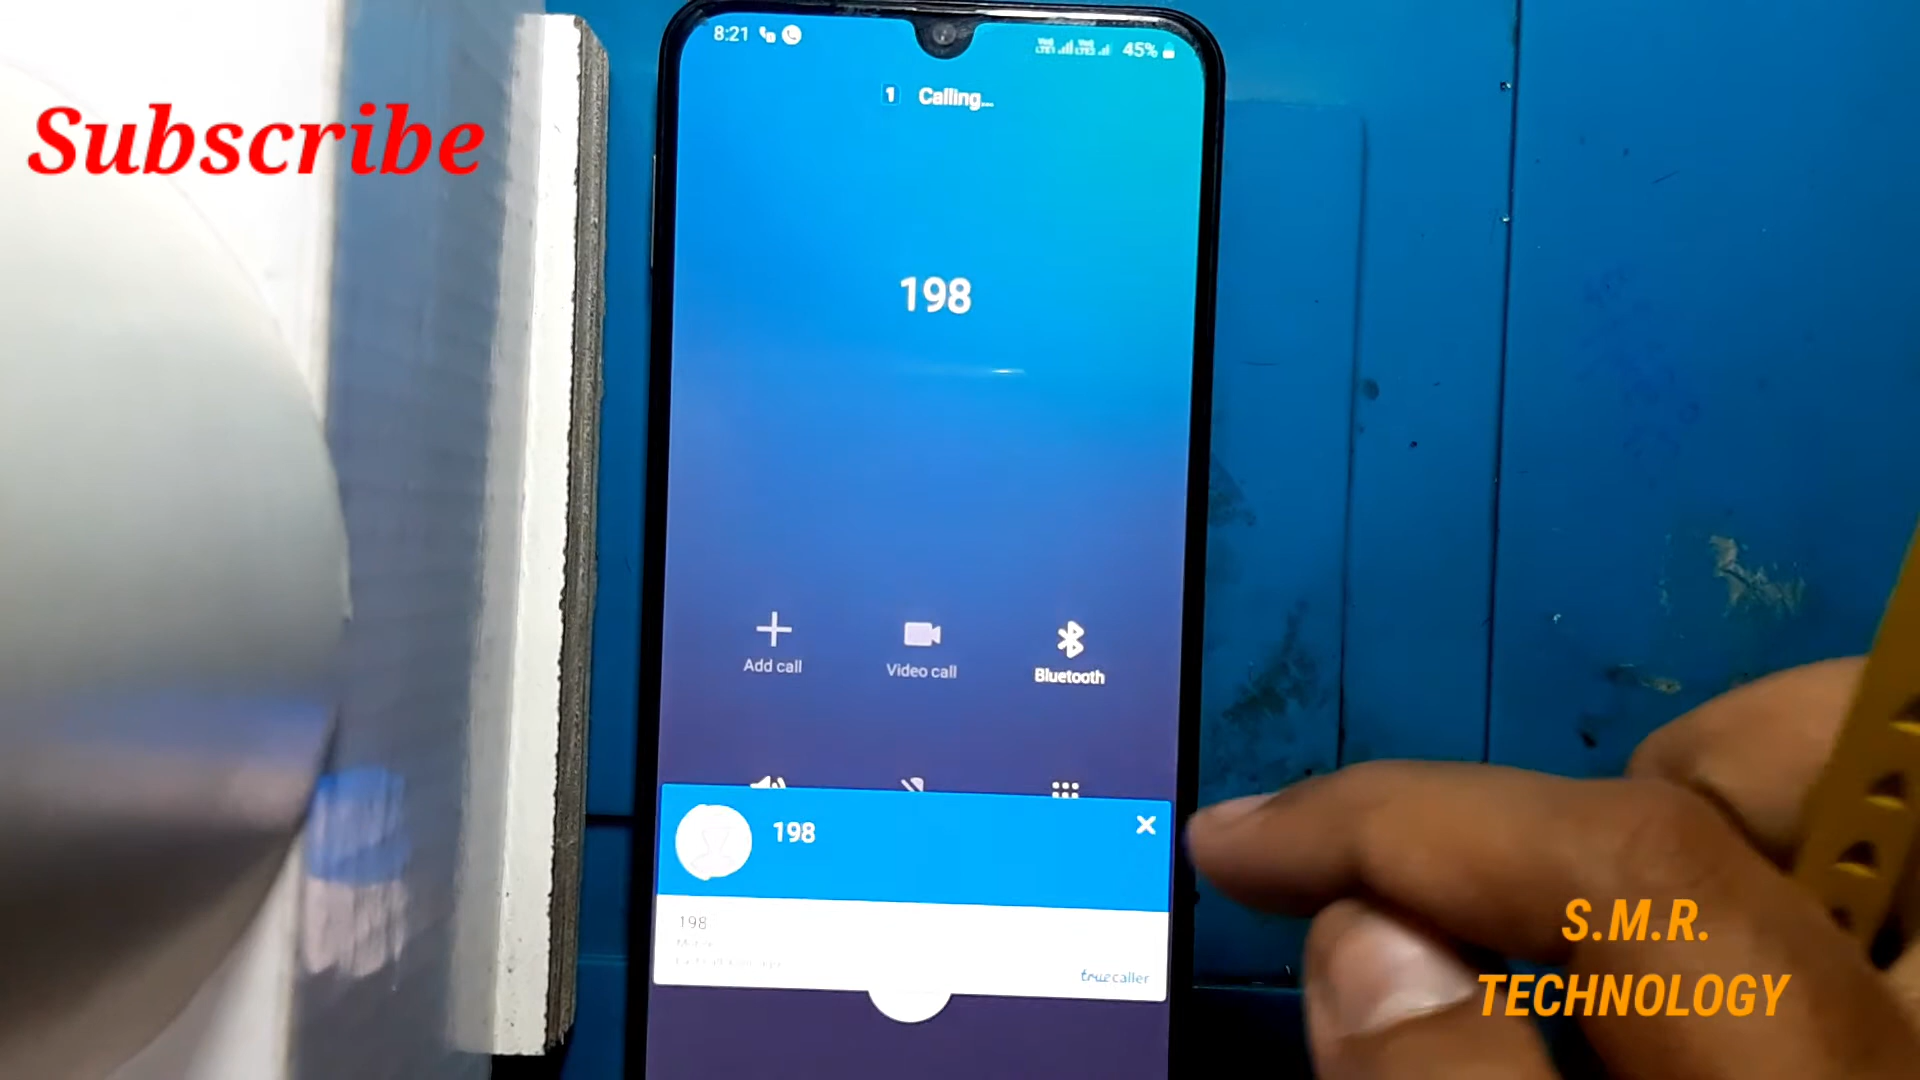 Subscribe
8:21
45%
1 Calling...
198
Add call
Video call
Bluetooth
198
198
truecaller
S.M.R.
TECHNOLOGY